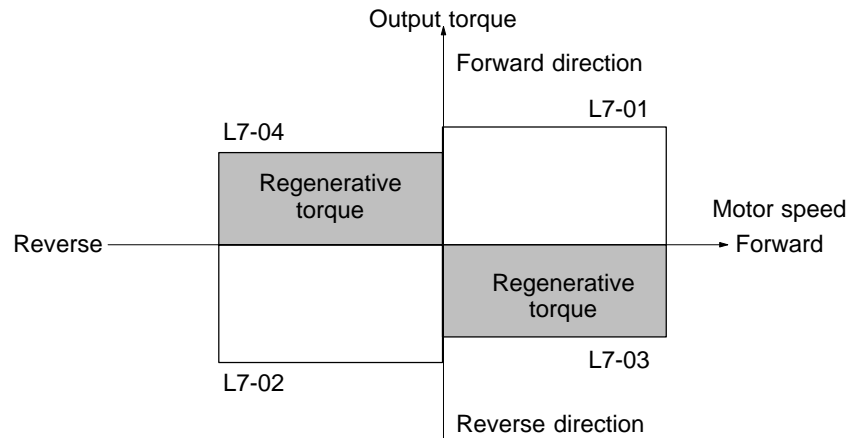 Output torque
Forward direction
L7-04
L7-01
Regenerative
torque
Motor speed
Reverse
Forward
Regenerative
torque
L7-02
L7-03
Reverse direction